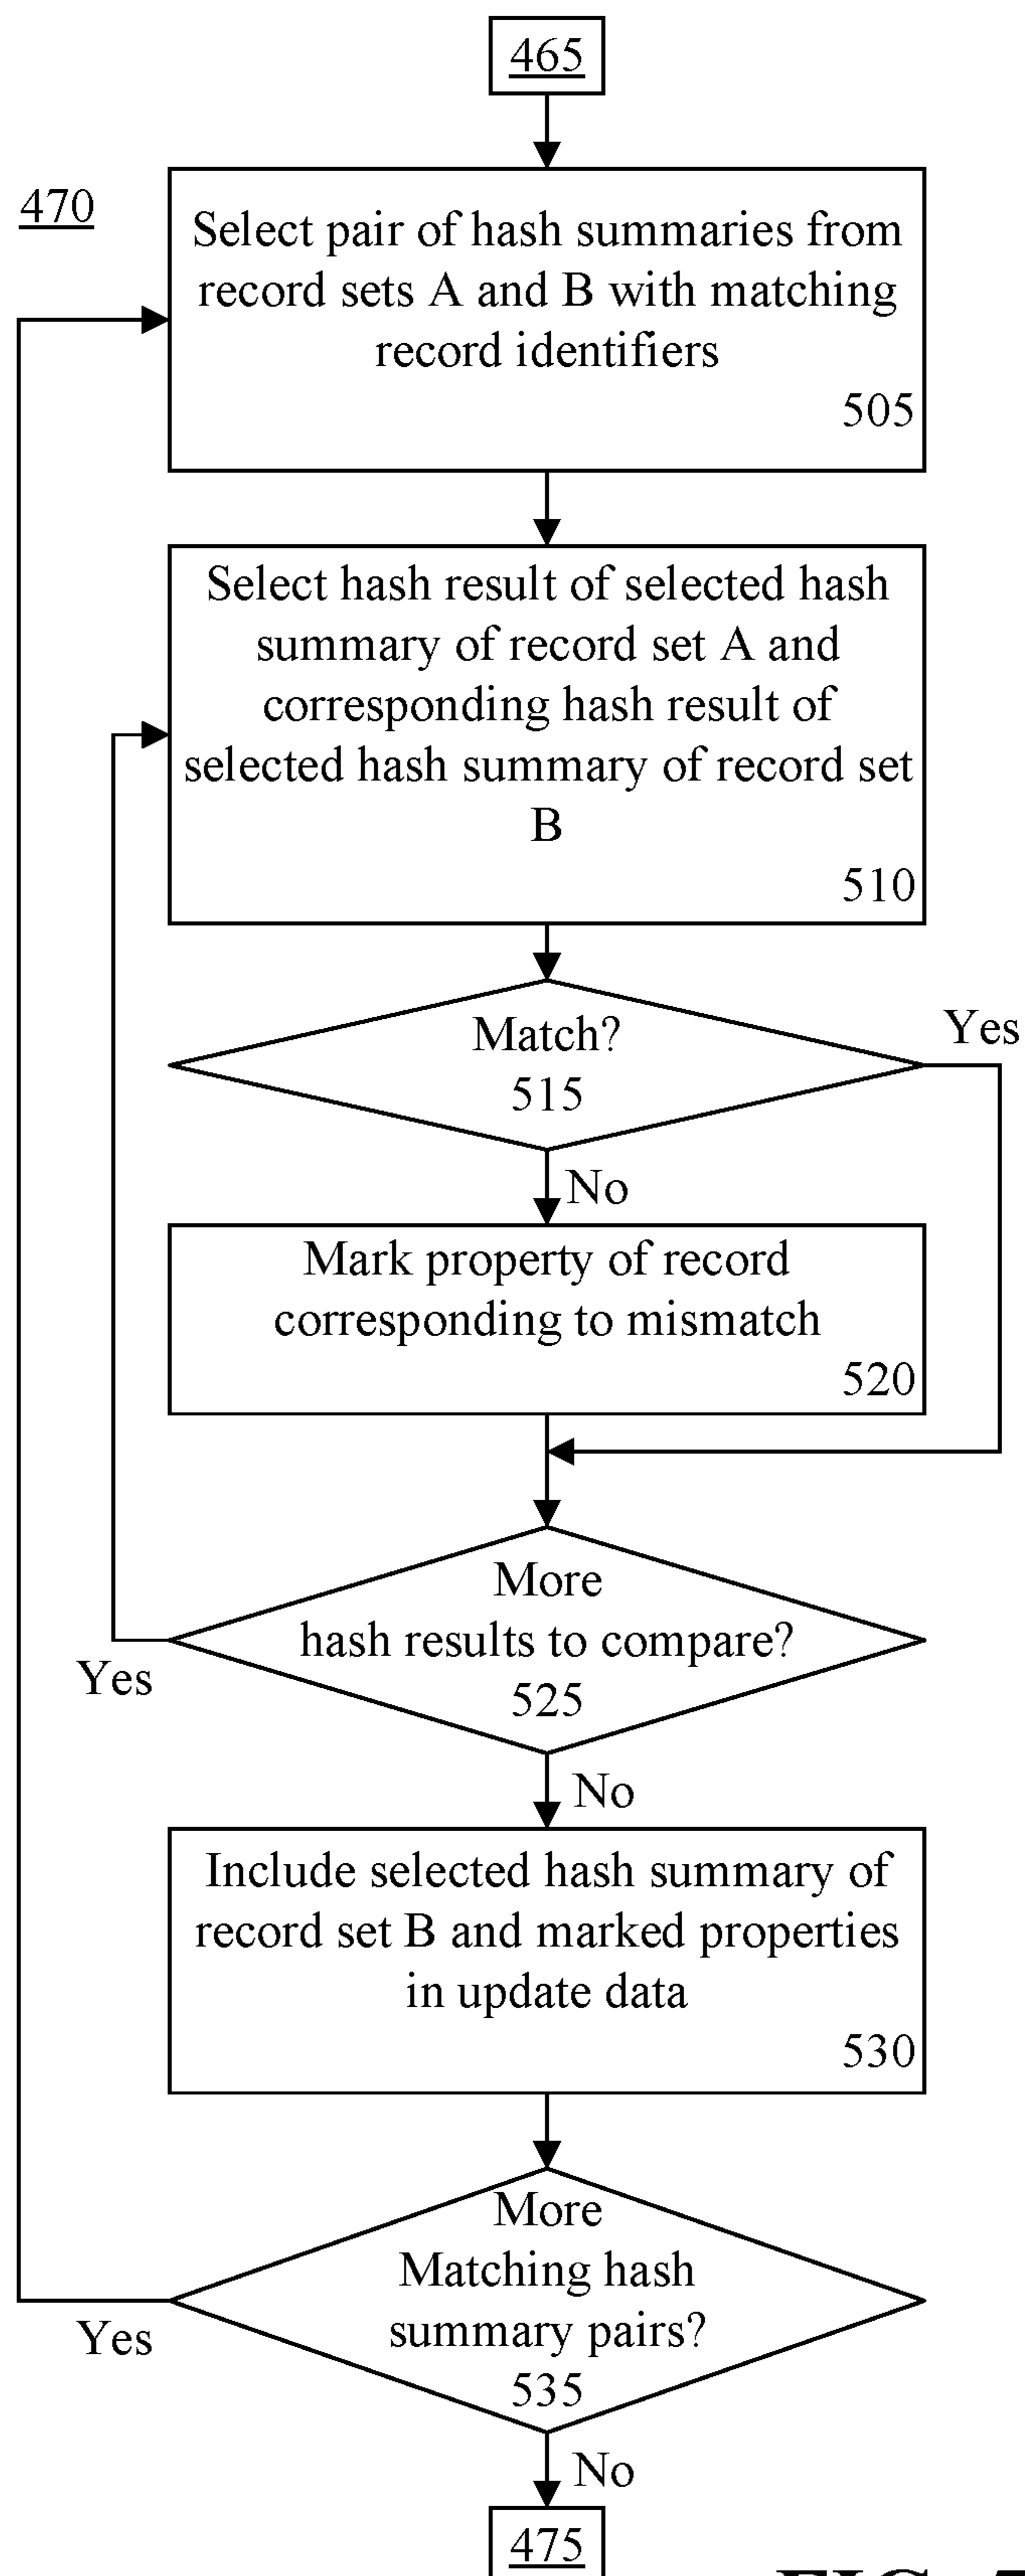 465
470
Select pair of hash summaries from
record sets A and B with matching
record identifiers
505
Select hash result of selected hash
summary of record set A and
corresponding hash result of
selected hash summary of record set
B
510
Match?
515
Yes
No
Mark property of record
corresponding to mismatch
520
More
hash results to compare?
525
Yes
No
Include selected hash summary of
record set B and marked properties
in update data
530
More
Matching hash
summary pairs?
535
Yes
No
475